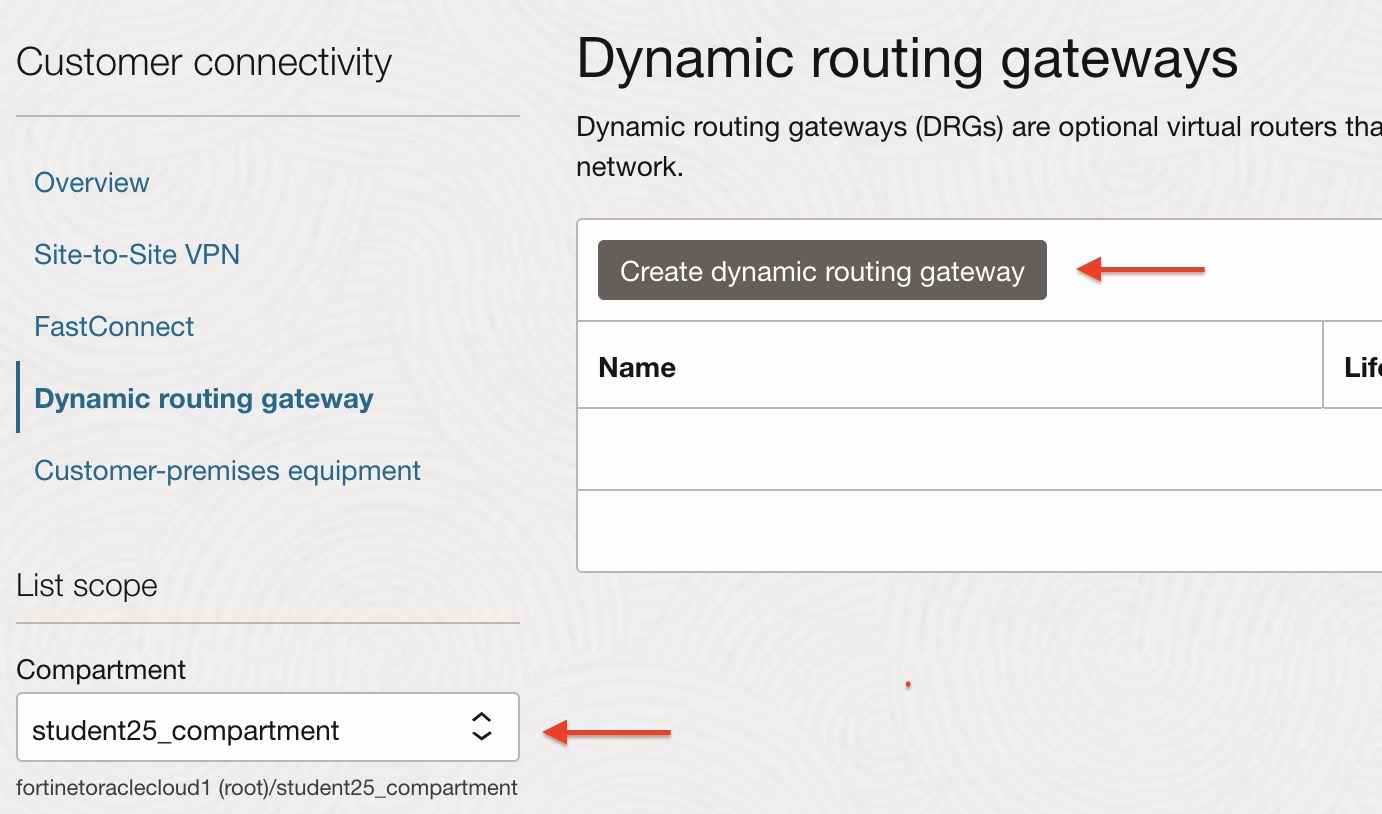 Customer connectivity
Overview
Site-to-Site VPN
FastConnect
Dynamic routing gateway
Customer-premises equipment
List scope
Compartment
student25_compartment
fortinetoraclecloud1 (root)/student25_compartment
Dynamic routing gateways
Dynamic routing gateways (DRGs) are optional virtual routers
network.
Create dynamic routing gateway
Name